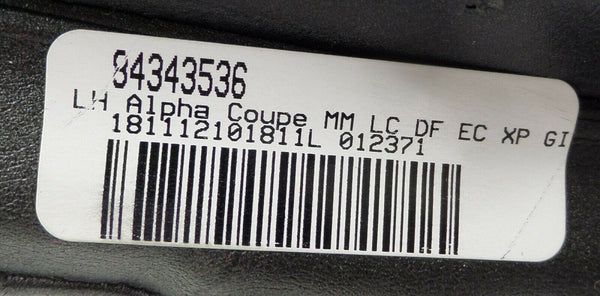 84343536
LH Alpha Coupe MM LC DF EC XP GI
181112101811L 012371